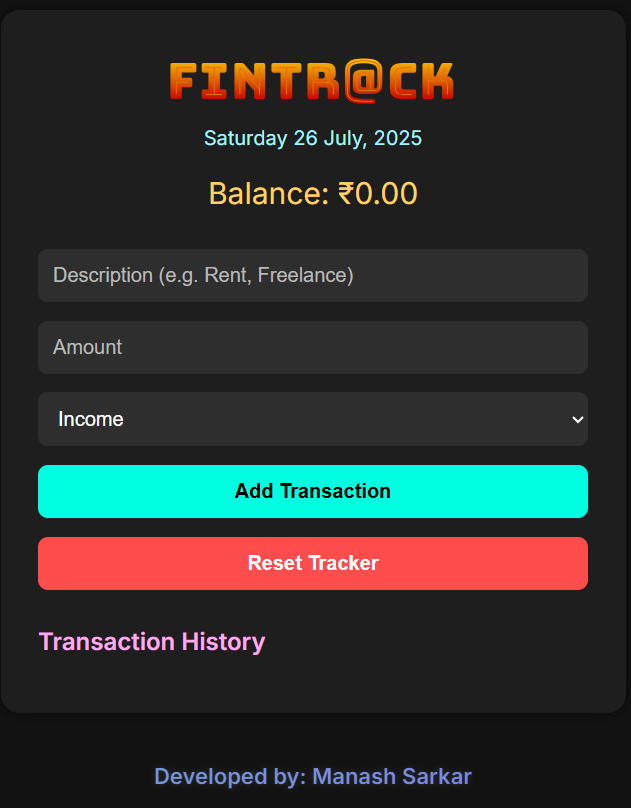 FINTR@CK
Saturday 26 July, 2025
Balance: ₹0.00
Description (e.g. Rent, Freelance)
Amount
Income
Add Transaction
Reset Tracker
Transaction History
Developed by: Manash Sarkar